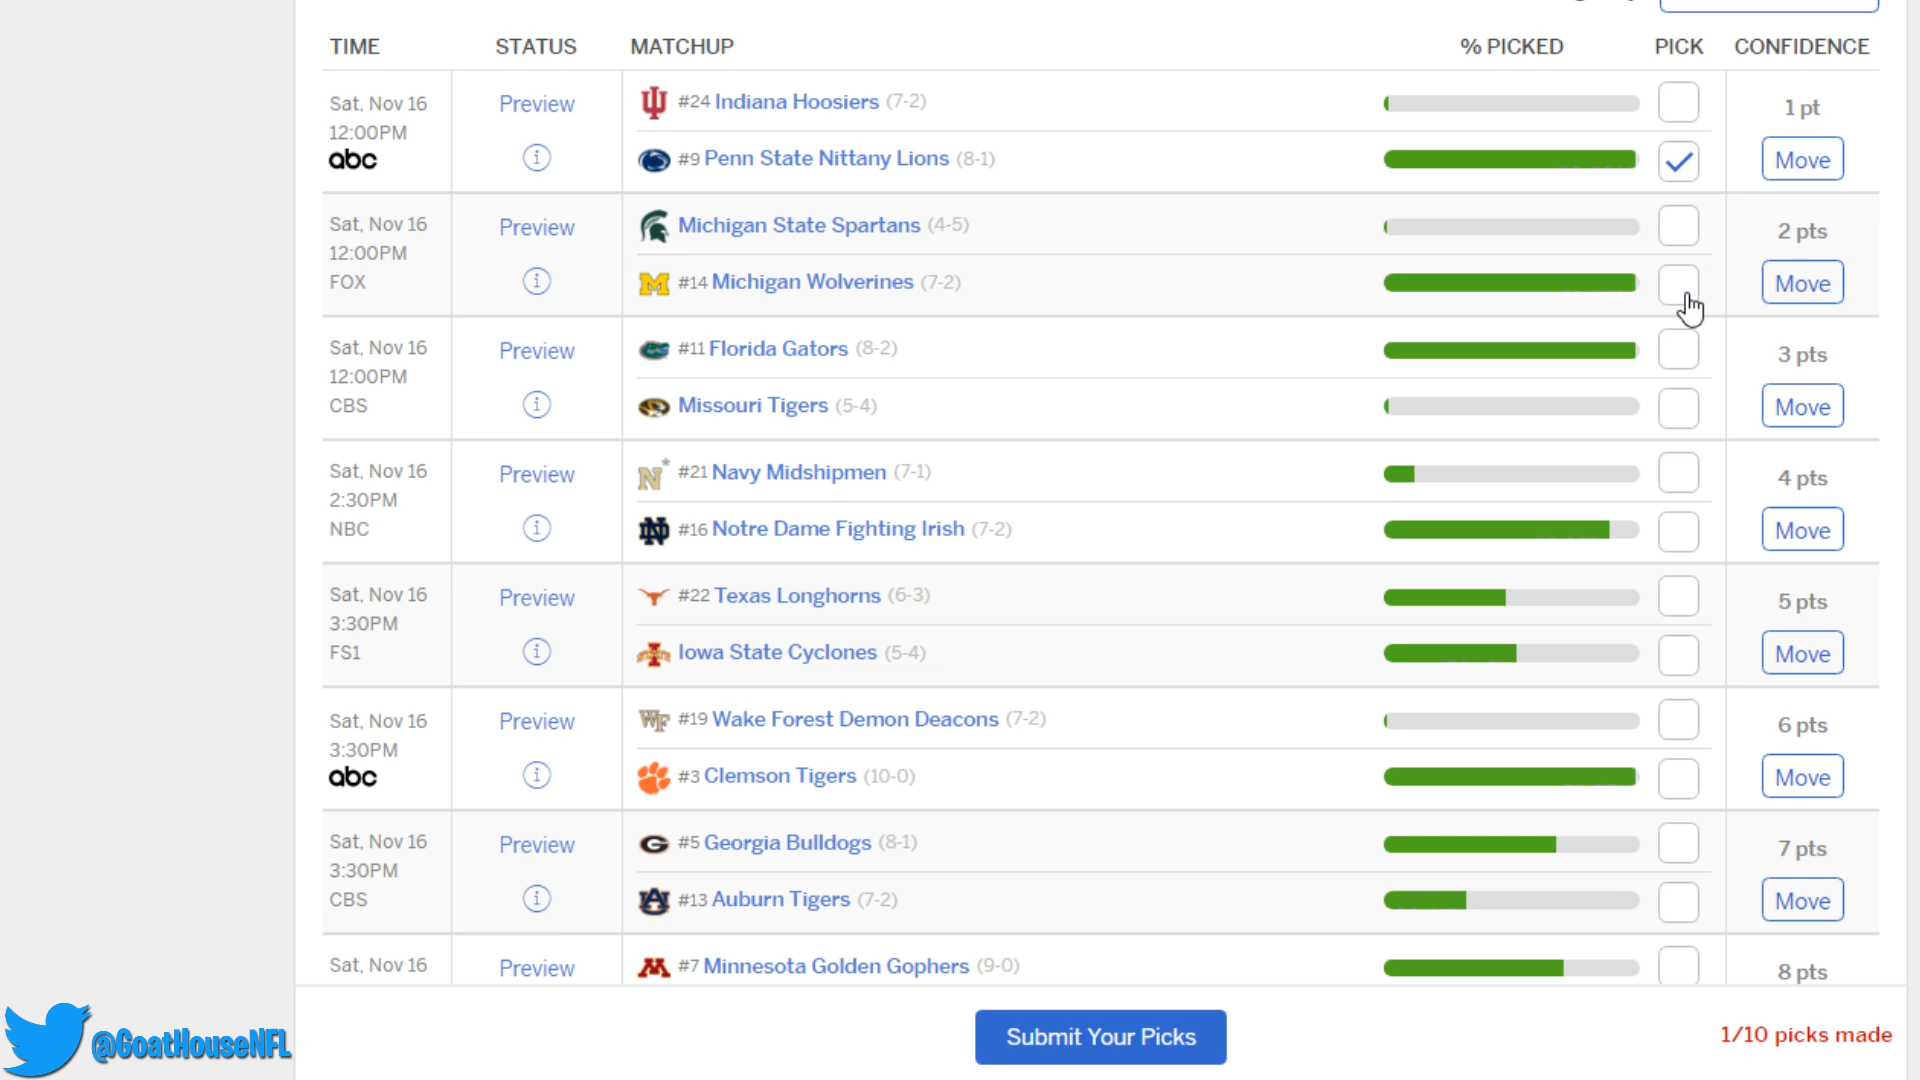 TIME STATUS MATCHUP % PICKED PICK CONFIDENCE
Sat, Nov 16 Preview #24 Indiana Hoosiers (7-2) 1 pt
12:00PM
abc #9 Penn State Nittany Lions (8-1) Move
Sat, Nov 16 Preview Michigan State Spartans (4-5) 2 pts
12:00PM
FOX #14 Michigan Wolverines (7-2) Move
Sat, Nov 16 Preview #11 Florida Gators (8-2) 3 pts
12:00PM
CBS Missouri Tigers (5-4) Move
Sat, Nov 16 Preview #21 Navy Midshipmen (7-1) 4 pts
2:30PM
NBC #16 Notre Dame Fighting Irish (7-2) Move
Sat, Nov 16 Preview #22 Texas Longhorns (6-3) 5 pts
3:30PM
FS1 Iowa State Cyclones (5-4) Move
Sat, Nov 16 Preview #19 Wake Forest Demon Deacons (7-2) 6 pts
3:30PM
abc #3 Clemson Tigers (10-0) Move
Sat, Nov 16 Preview #5 Georgia Bulldogs (8-1) 7 pts
3:30PM
CBS #13 Auburn Tigers (7-2) Move
Sat, Nov 16 Preview #7 Minnesota Golden Gophers (9-0) 8 pts
Submit Your Picks 1/10 picks made
@GoatHouseNFL